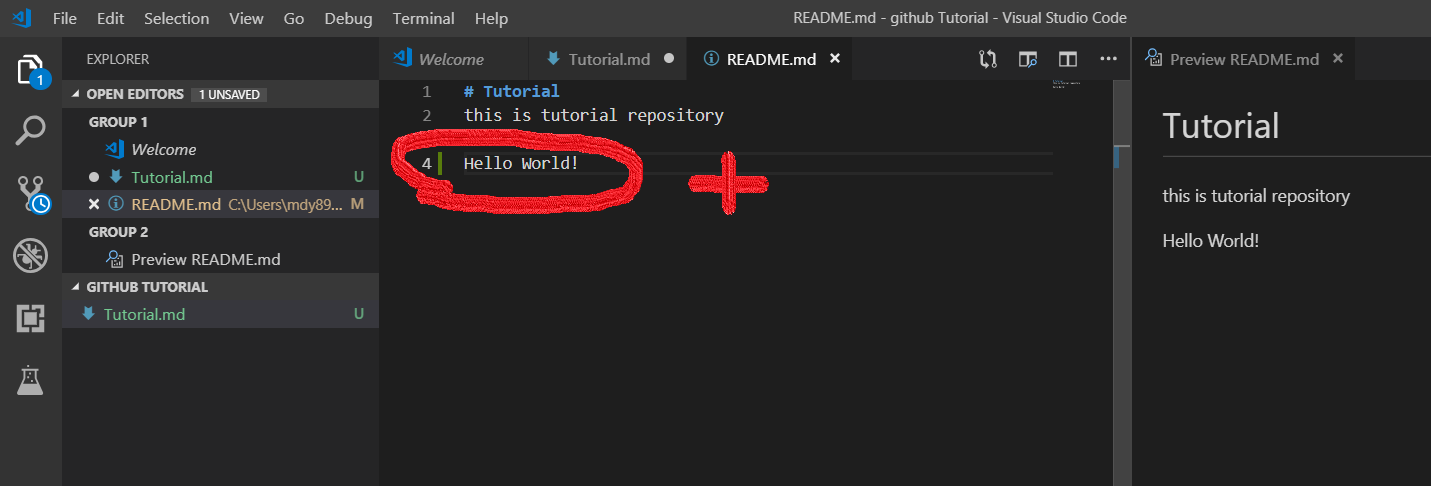 File Edit Selection View Go Debug Terminal Help README.md - github Tutorial - Visual Studio Code
1
EXPLORER
OPEN EDITORS 1 UNSAVED
GROUP 1
Welcome
Tutorial.md U
README.md C:\Users\mdy89... M
GROUP 2
Preview README.md
GITHUB TUTORIAL
Tutorial.md U
Welcome Tutorial.md README.md
1 # Tutorial
2 this is tutorial repository
4 Hello World!
Preview README.md
Tutorial
this is tutorial repository
Hello World!